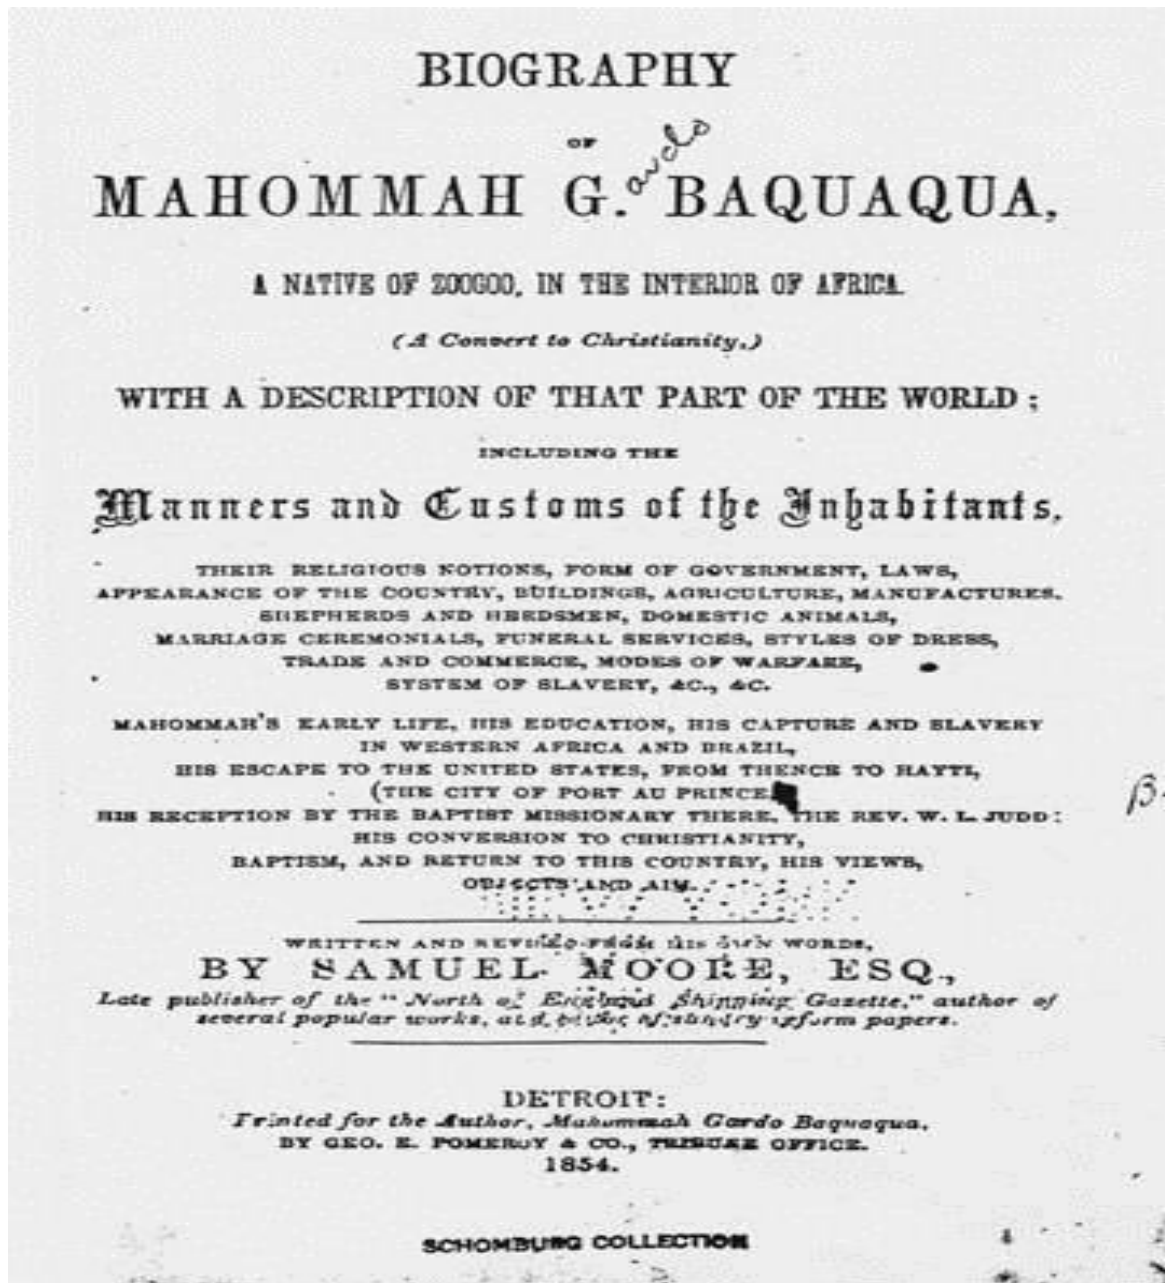 BIOGRAPHY
OF
MAHOMMAH G. ardo BAQUAQUA,
A NATIVE OF ZOOGOO, IN THE INTERIOR OF AFRICA.
(A Convert to Christianity,)
WITH A DESCRIPTION OF THAT PART OF THE WORLD;
INCLUDING THE
Manners and Customs of the Inhabitants,
THEIR RELIGIOUS NOTIONS, FORM OF GOVERNMENT, LAWS,
APPEARANCE OF THE COUNTRY, BUILDINGS, AGRICULTURE, MANUFACTURES,
SHEPHERDS AND HERDSMEN, DOMESTIC ANIMALS,
MARRIAGE CEREMONIALS, FUNERAL SERVICES, STYLES OF DRESS,
TRADE AND COMMERCE, MODES OF WARFARE,
SYSTEM OF SLAVERY, &C., &C.
MAHOMMAH'S EARLY LIFE, HIS EDUCATION, HIS CAPTURE AND SLAVERY
IN WESTERN AFRICA AND BRAZIL,
HIS ESCAPE TO THE UNITED STATES, FROM THENCE TO HAYTI,
(THE CITY OF PORT AU PRINCE,
HIS RECEPTION BY THE BAPTIST MISSIONARY THERE, THE REV. W. L. JUDD:
HIS CONVERSION TO CHRISTIANITY,
BAPTISM, AND RETURN TO THIS COUNTRY, HIS VIEWS,
OBJECTS AND AIM.
WRITTEN AND REVISED FROM HIS OWN WORDS,
BY SAMUEL MOORE, ESQ.,
Late publisher of the "North of England Shipping Gazette," author of
several popular works, and editor of sundry reform papers.
DETROIT:
Printed for the Author, Mahommah Gardo Baquaqua,
BY GEO. E. POMEROY & CO., TRIBUNE OFFICE.
1854.
SCHOMBURG COLLECTION